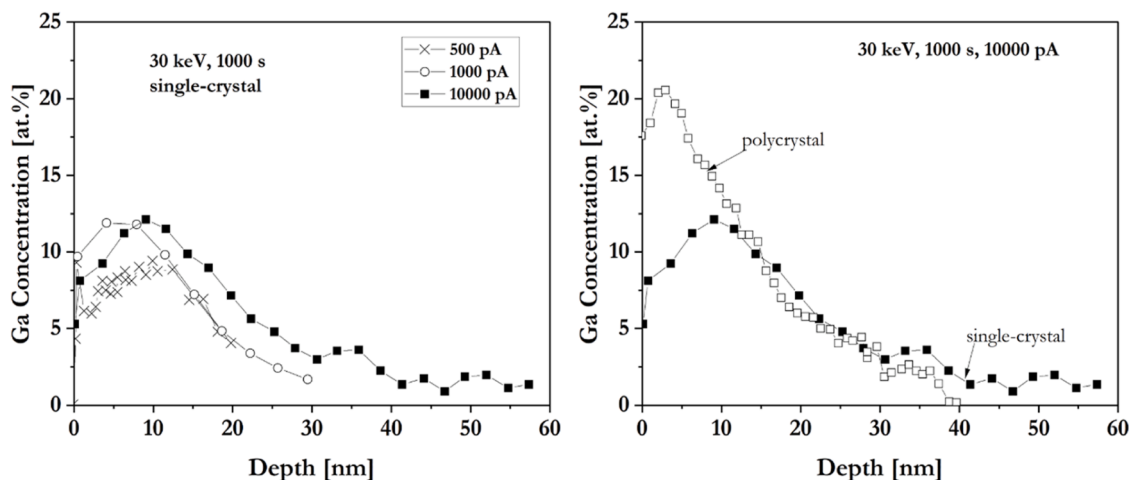 Ga Concentration [at.%]
25
20
15
10
5
0
30 keV, 1000 s
single-crystal
500 pA
1000 pA
10000 pA
0 10 20 30 40 50 60
Depth [nm]
Ga Concentration [at.%]
25
20
15
10
5
0
30 keV, 1000 s, 10000 pA
polycrystal
single-crystal
0 10 20 30 40 50 60
Depth [nm]